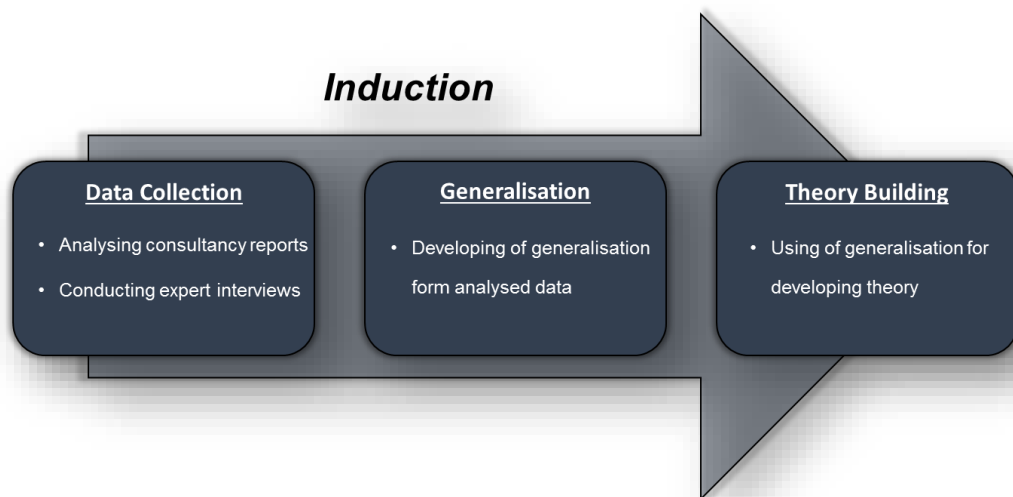 Induction
Data Collection
• Analysing consultancy reports
• Conducting expert interviews
Generalisation
• Developing of generalisation
form analysed data
Theory Building
• Using of generalisation for
developing theory